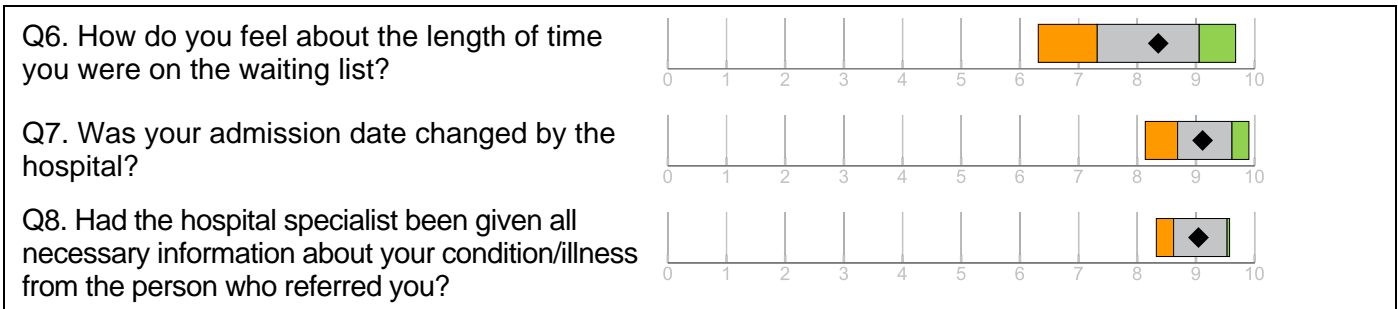 Q6. How do you feel about the length of time
you were on the waiting list?
0 1 2 3 4 5 6 7 8 9 10
Q7. Was your admission date changed by the
hospital?
0 1 2 3 4 5 6 7 8 9 10
Q8. Had the hospital specialist been given all
necessary information about your condition/illness
from the person who referred you?
0 1 2 3 4 5 6 7 8 9 10